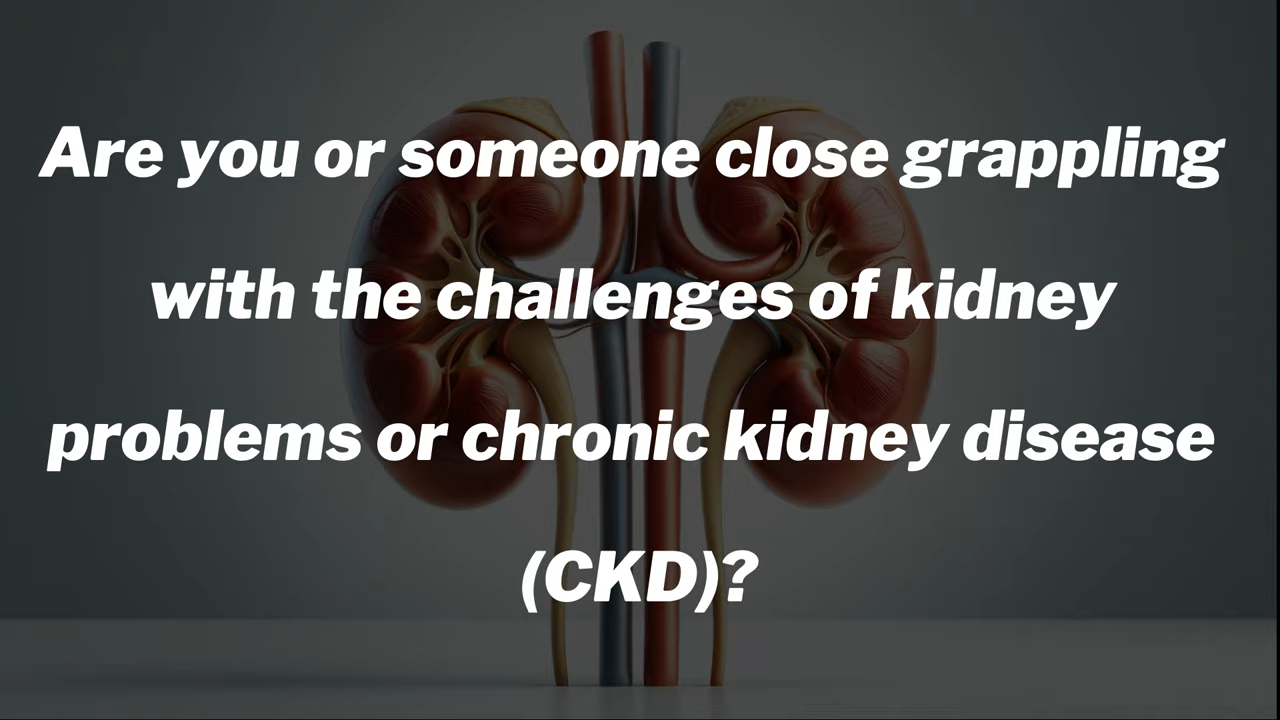 Are you or someone close grappling
with the challenges of kidney
problems or chronic kidney disease
(CKD)?